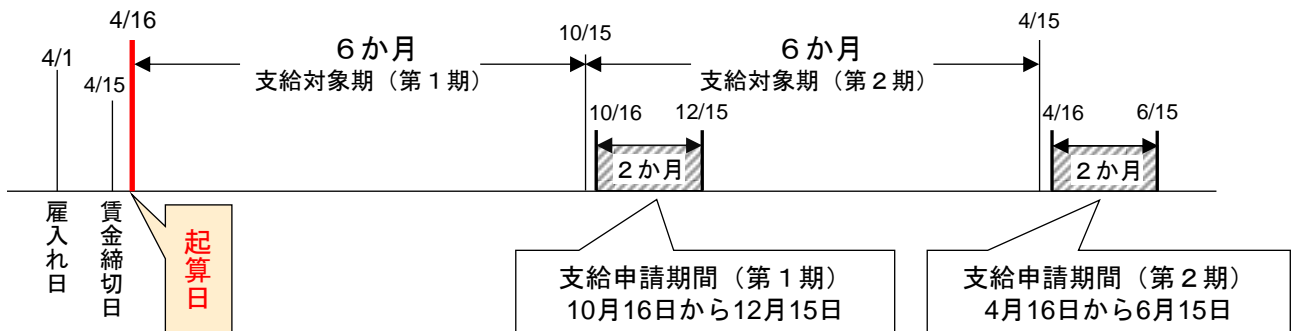 4/16
4/1
4/15
６か月
支給対象期（第１期）
10/15
６か月
支給対象期（第２期）
4/15
10/16
12/15
２か月
4/16
6/15
２か月
雇入れ日
賃金締切日
起算日
支給申請期間（第１期）
10月16日から12月15日
支給申請期間（第２期）
4月16日から6月15日